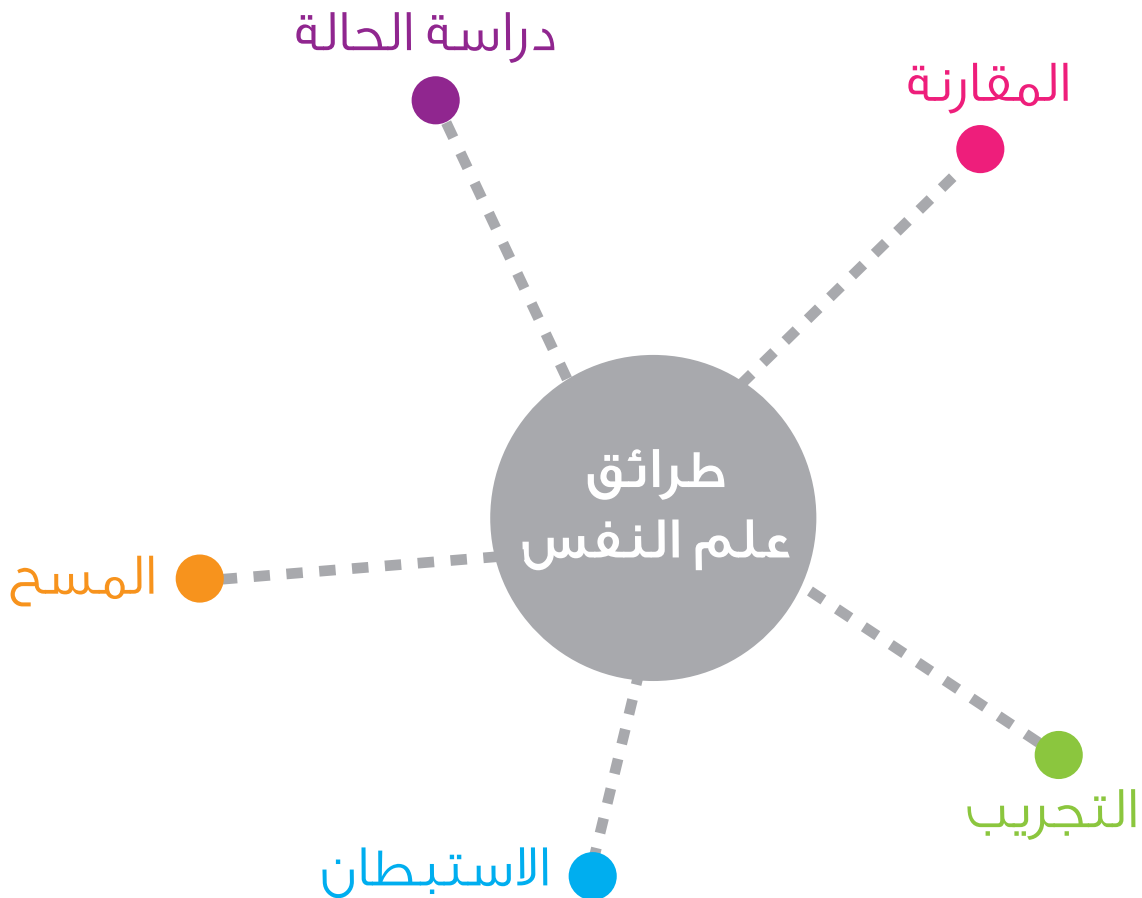 دراسة الحالة
المقارنة
طرائق
علم النفس
المسح
التجريب
الاستبطان